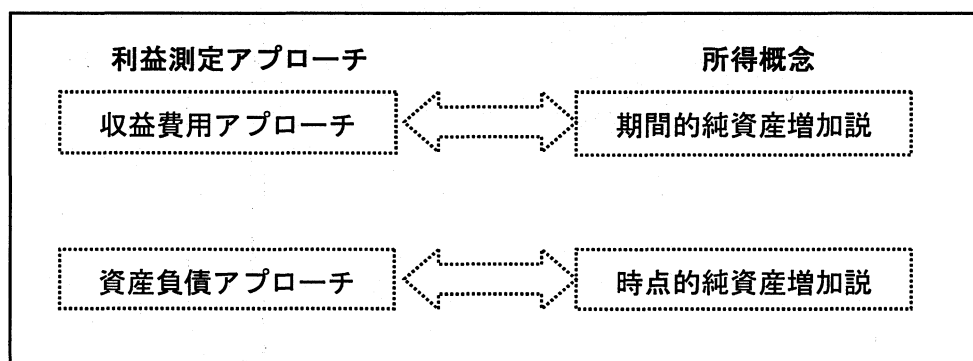 利益測定アプローチ 所得概念
収益費用アプローチ 期間的純資産増加説
資産負債アプローチ 時点的純資産増加説